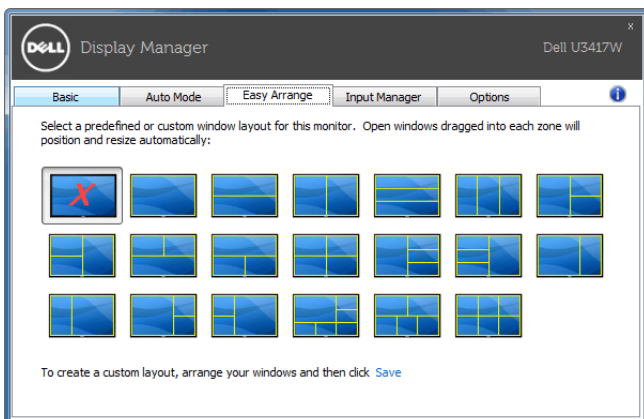 DELL Display Manager Dell U3417W x
Basic Auto Mode Easy Arrange Input Manager Options i
Select a predefined or custom window layout for this monitor. Open windows dragged into each zone will
position and resize automatically:
X
To create a custom layout, arrange your windows and then click Save